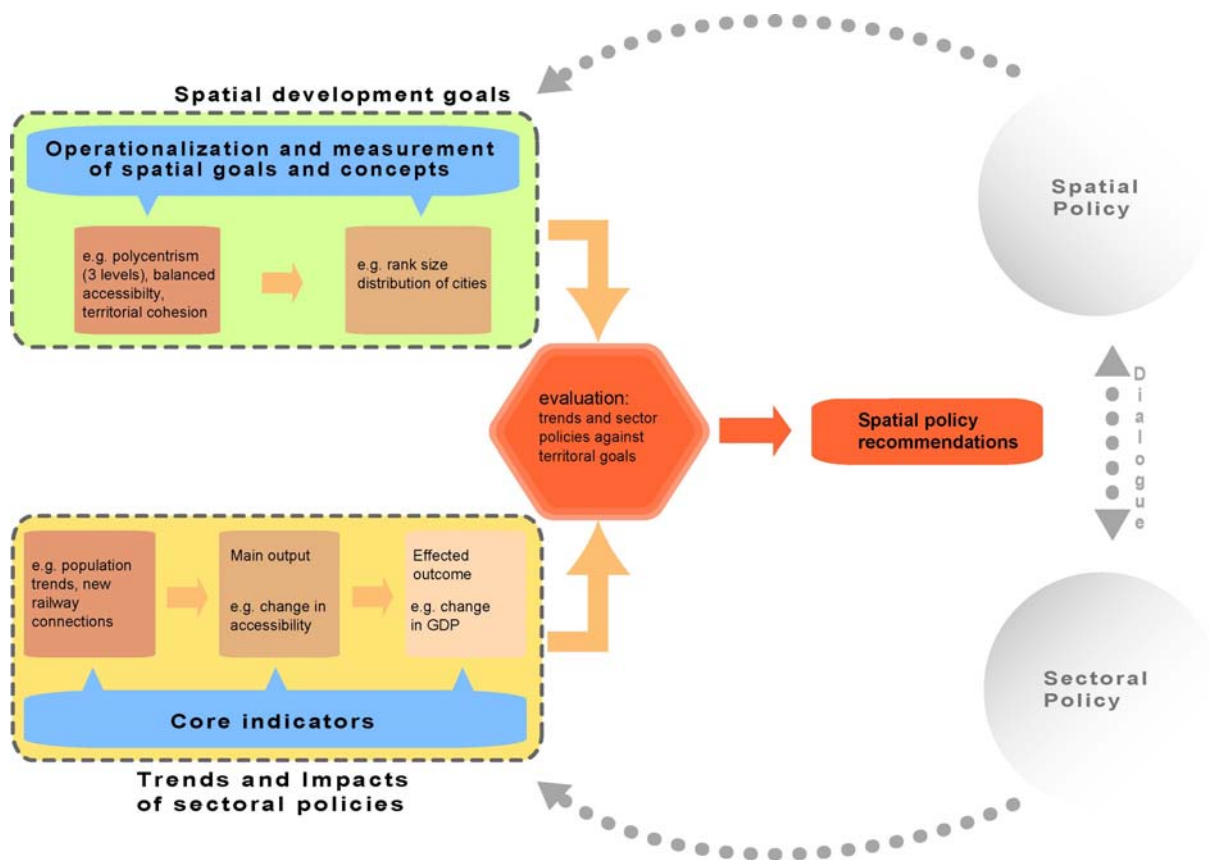 Spatial development goals
Operationalization and measurement
of spatial goals and concepts
e.g. polycentrism
(3 levels), balanced
accessibilty,
territorial cohesion
e.g. rank size
distribution of cities
evaluation:
trends and sector
policies against
territoral goals
Spatial policy
recommendations
Spatial
Policy
Dialogue
Sectoral
Policy
e.g. population
trends, new
railway
connections
Main output
e.g. change in
accessibility
Effected
outcome
e.g. change
in GDP
Core indicators
Trends and Impacts
of sectoral policies